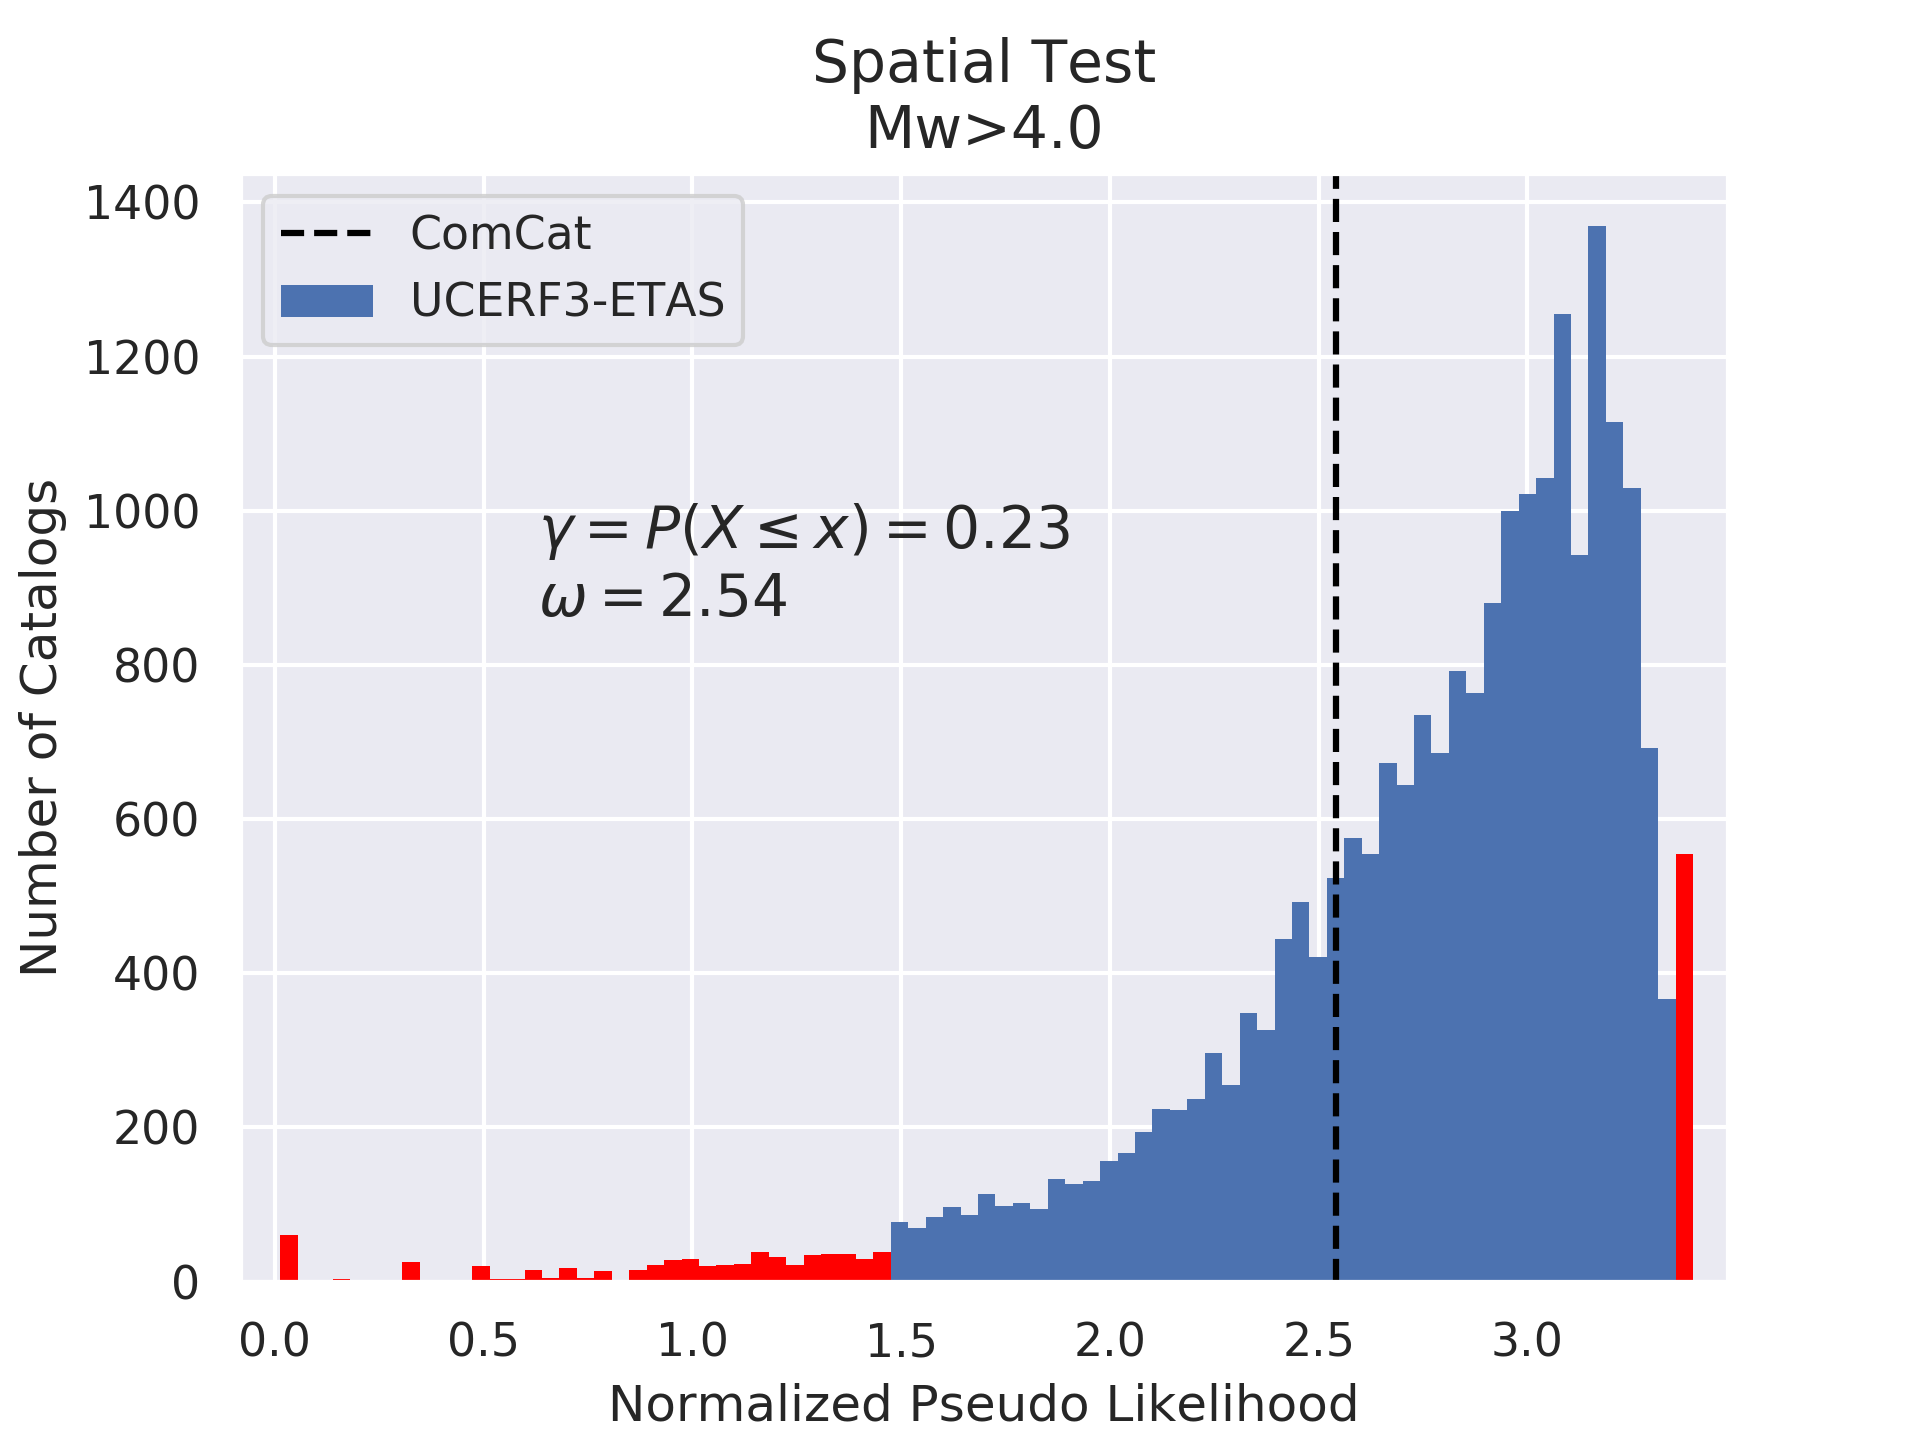 Spatial Test
Mw>4.0
1400
1200
1000
800
600
400
200
0
Number of Catalogs
ComCat
UCERF3-ETAS
γ = P(X ≤ x) = 0.23
ω = 2.54
0.0 0.5 1.0 1.5 2.0 2.5 3.0
Normalized Pseudo Likelihood